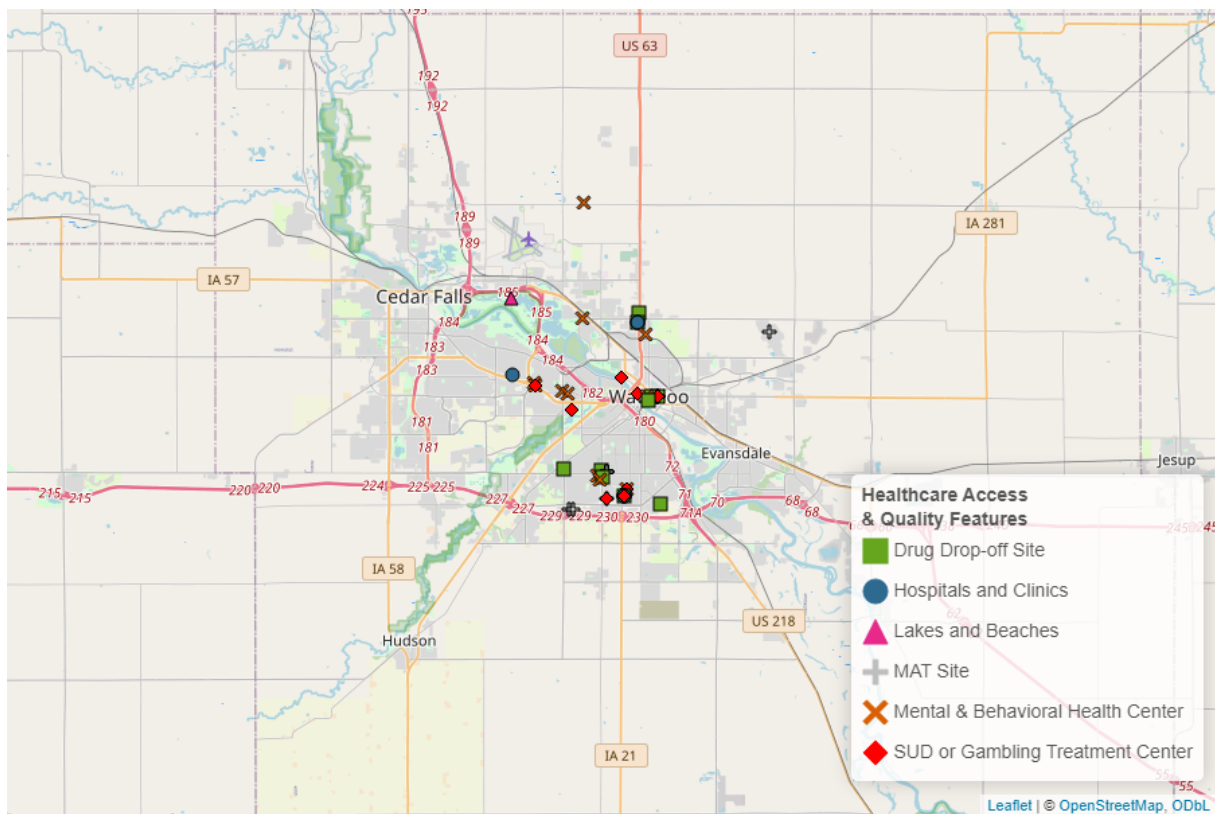 193
US 63
192
192
189
189
IA 281
IA 57
Cedar Falls
185
185
184
184
183
184
183
182
Waterloo
181
180
181
Evansdale
72
Jesup
215
215
220
220
224
225
225
227
227
229
229
230
230
71
71A
70
68
68
245
245
IA 58
US 218
Hudson
IA 21
55
Healthcare Access
& Quality Features
Drug Drop-off Site
Hospitals and Clinics
Lakes and Beaches
MAT Site
Mental & Behavioral Health Center
SUD or Gambling Treatment Center
Leaflet | © OpenStreetMap, ODbL